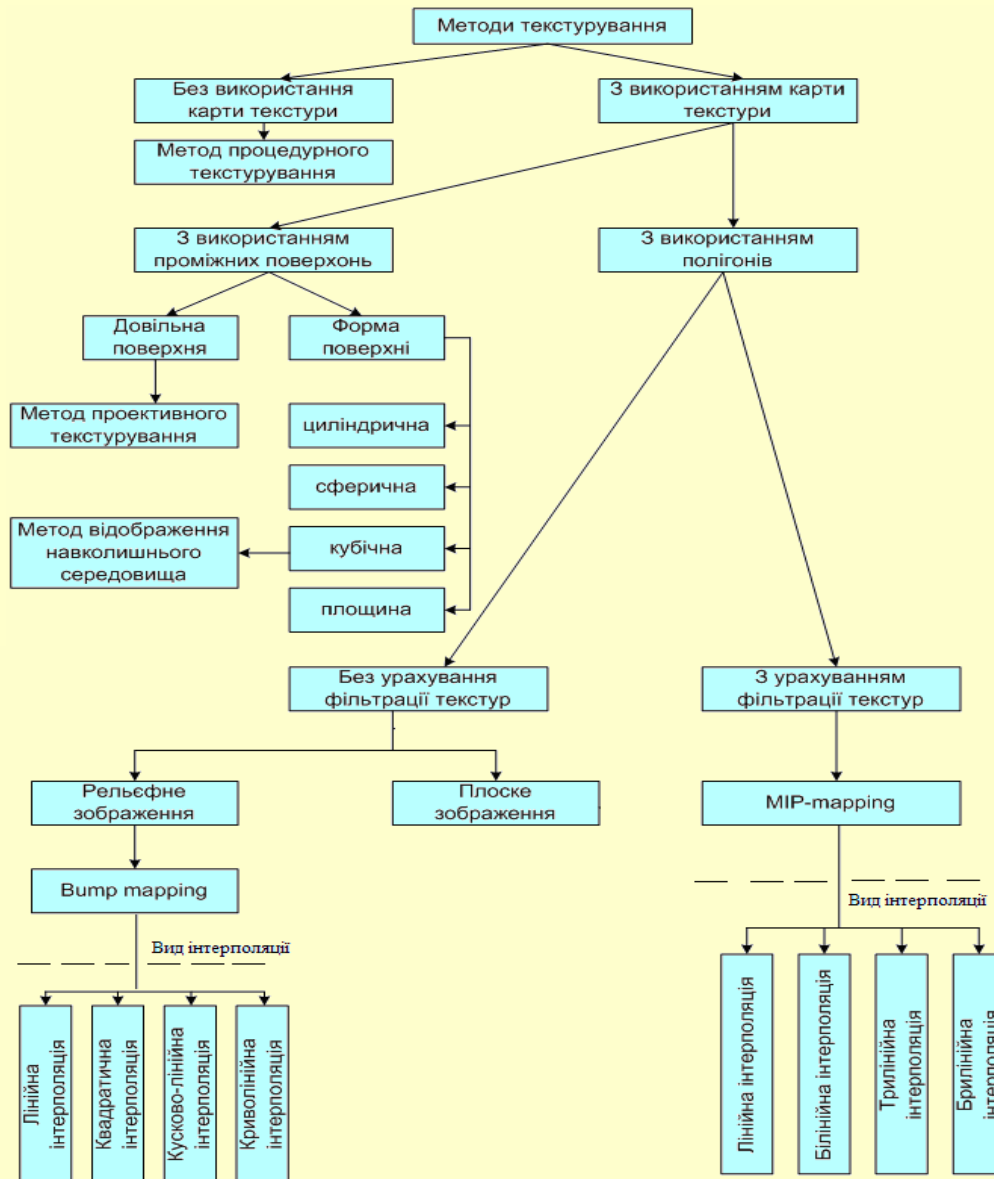 Методи текстурування
Без використання
карти текстури
З використанням карти
текстури
Метод процедурного
текстурування
З використанням
проміжних поверхонь
З використанням
полігонів
Довільна
поверхня
Форма
поверхні
Метод проективного
текстурування
циліндрична
сферична
Метод відображення
навколишнього
середовища
кубічна
площина
Без урахування
фільтрації текстур
З урахуванням
фільтрації текстур
Рельєфне
зображення
Плоске
зображення
MIP-mapping
Bump mapping
Вид інтерполяції
Вид інтерполяції
Лінійна
інтерполяція
Квадратична
інтерполяція
Кусково-лінійна
інтерполяція
Криволінійна
інтерполяція
Лінійна інтерполяція
Білінійна інтерполяція
Трилінійна
інтерполяція
Брилінійна
інтерполяція